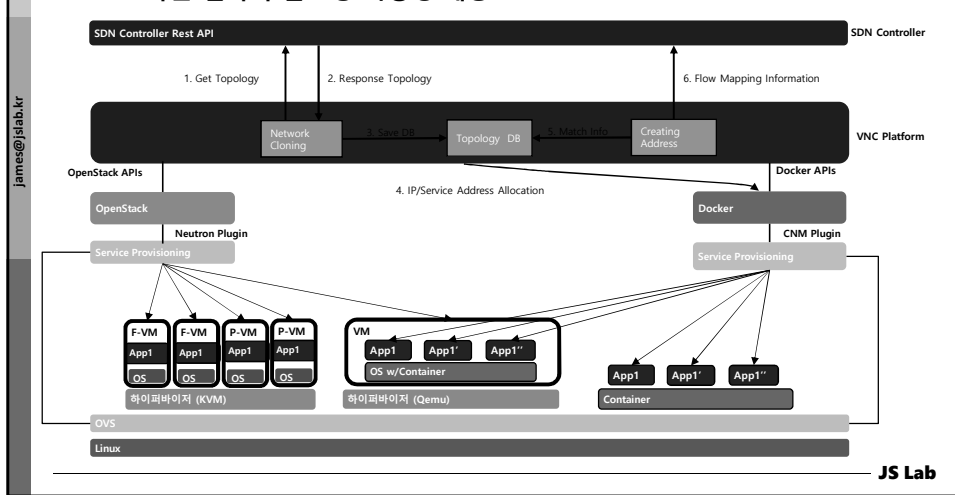 SDN Controller Rest API
SDN Controller
1. Get Topology
2. Response Topology
6. Flow Mapping Information
james@jslab.kr
Network
Cloning
3. Save DB
Topology DB
5. Match Info
Creating
Address
VNC Platform
OpenStack APIs
Docker APIs
4. IP/Service Address Allocation
OpenStack
Docker
Neutron Plugin
CNM Plugin
Service Provisioning
Service Provisioning
F-VM
F-VM
P-VM
P-VM
App1
App1
App1
App1
OS
OS
OS
OS
VM
App1
App1'
App1''
OS w/Container
App1
App1'
App1''
하이퍼바이저 (KVM)
하이퍼바이저 (Qemu)
Container
OVS
Linux
JS Lab